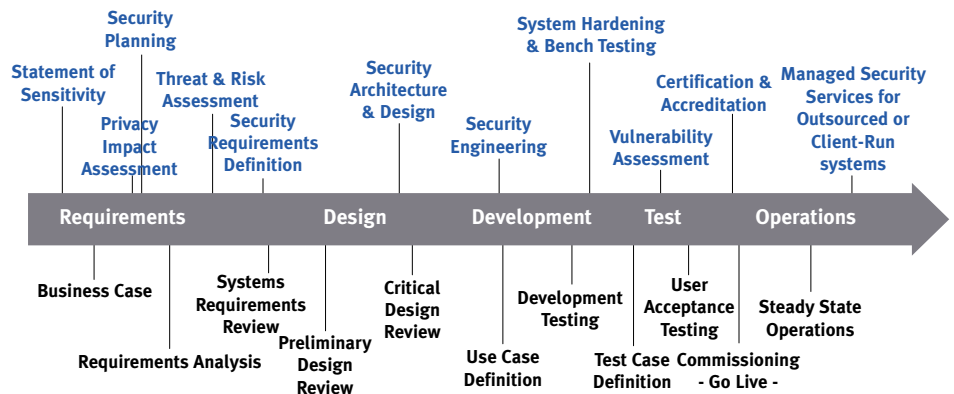 Security
Planning
Statement of
Sensitivity
Privacy
Impact
Assessment
Threat & Risk
Assessment
Security
Requirements
Definition
Security
Architecture
& Design
Security
Engineering
System Hardening
& Bench Testing
Vulnerability
Assessment
Certification &
Accreditation
Managed Security
Services for
Outsourced or
Client-Run
systems
Requirements
Design
Development
Test
Operations
Business Case
Requirements Analysis
Systems
Requirements
Review
Preliminary
Design
Review
Critical
Design
Review
Use Case
Definition
Development
Testing
Test Case
Definition
User
Acceptance
Testing
Commissioning
- Go Live -
Steady State
Operations